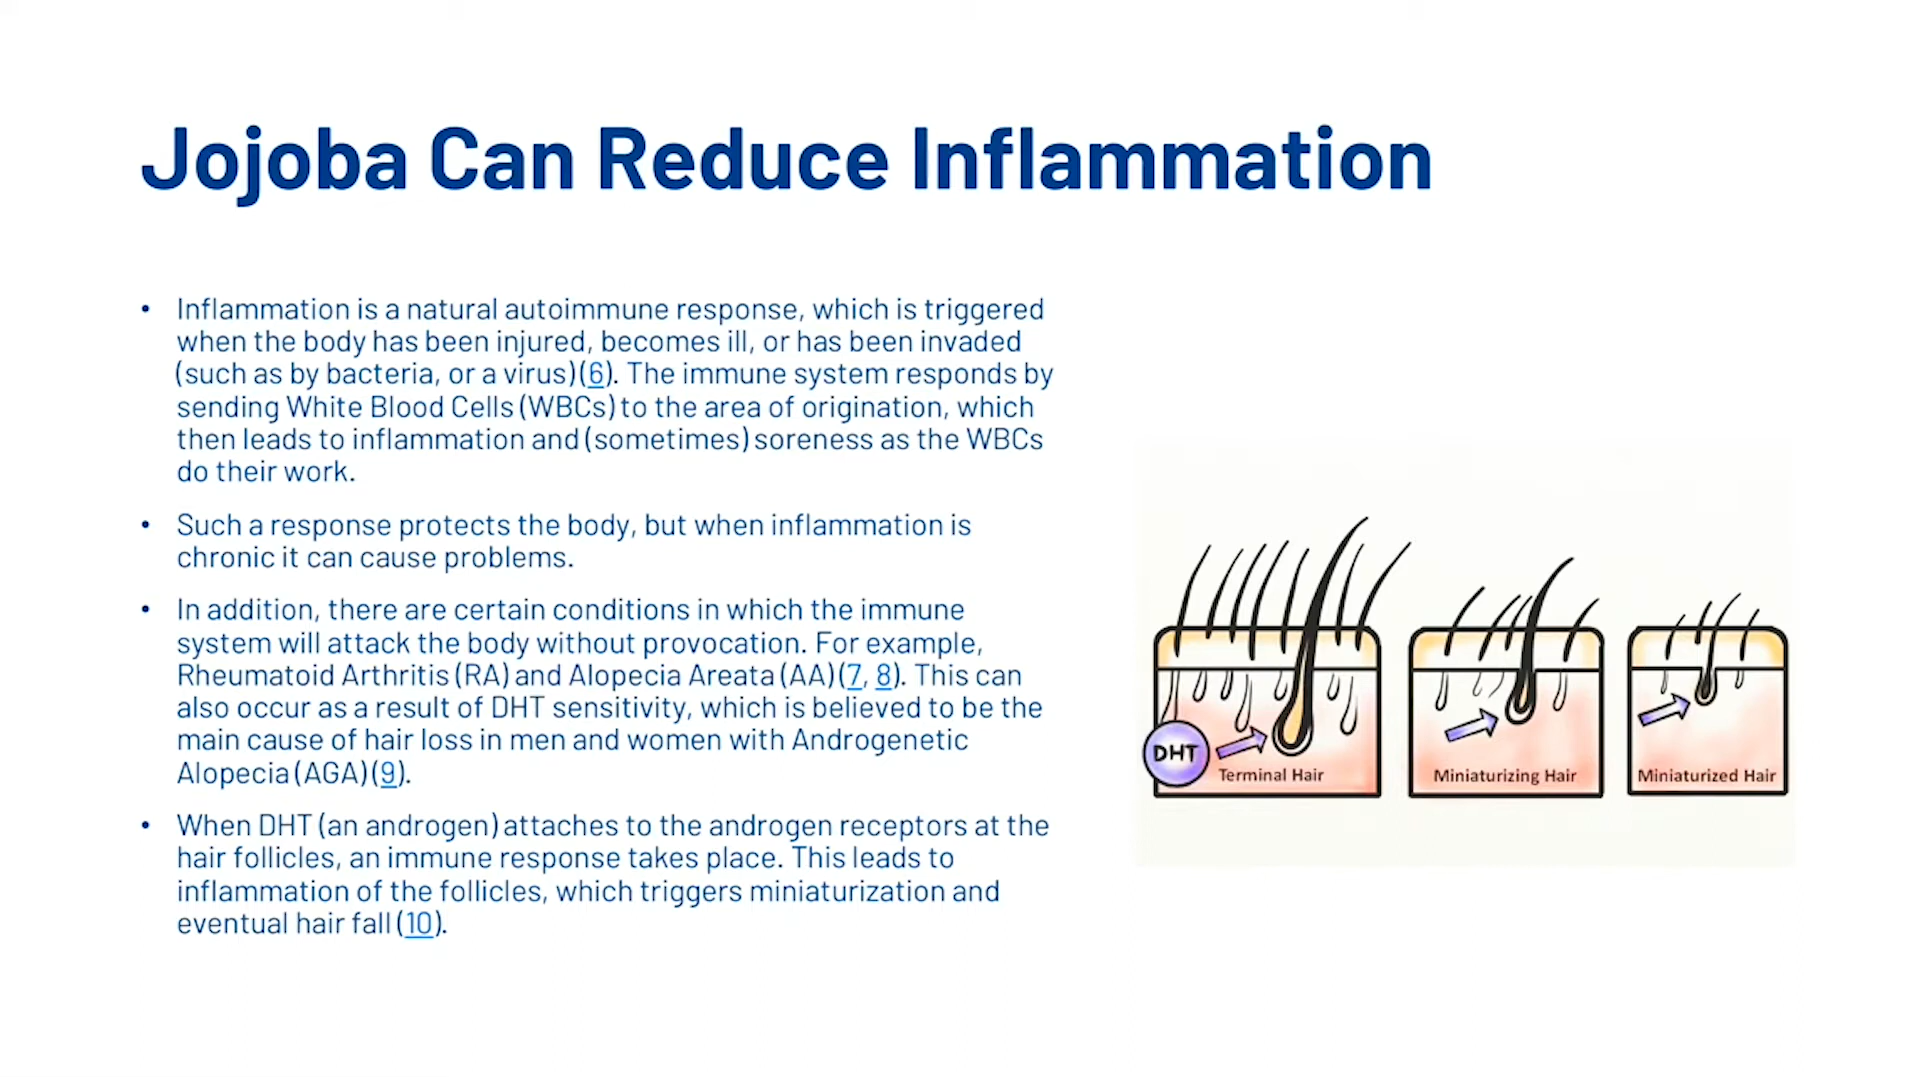 Jojoba Can Reduce Inflammation
• Inflammation is a natural autoimmune response, which is triggered
when the body has been injured, becomes ill, or has been invaded
(such as by bacteria, or a virus)(6). The immune system responds by
sending White Blood Cells (WBCs) to the area of origination, which
then leads to inflammation and (sometimes) soreness as the WBCs
do their work.
• Such a response protects the body, but when inflammation is
chronic it can cause problems.
• In addition, there are certain conditions in which the immune
system will attack the body without provocation. For example,
Rheumatoid Arthritis (RA) and Alopecia Areata (AA)(7, 8). This can
also occur as a result of DHT sensitivity, which is believed to be the
main cause of hair loss in men and women with Androgenetic
Alopecia (AGA)(9).
• When DHT (an androgen) attaches to the androgen receptors at the
hair follicles, an immune response takes place. This leads to
inflammation of the follicles, which triggers miniaturization and
eventual hair fall (10).
DHT
Terminal Hair
Miniaturizing Hair
Miniaturized Hair